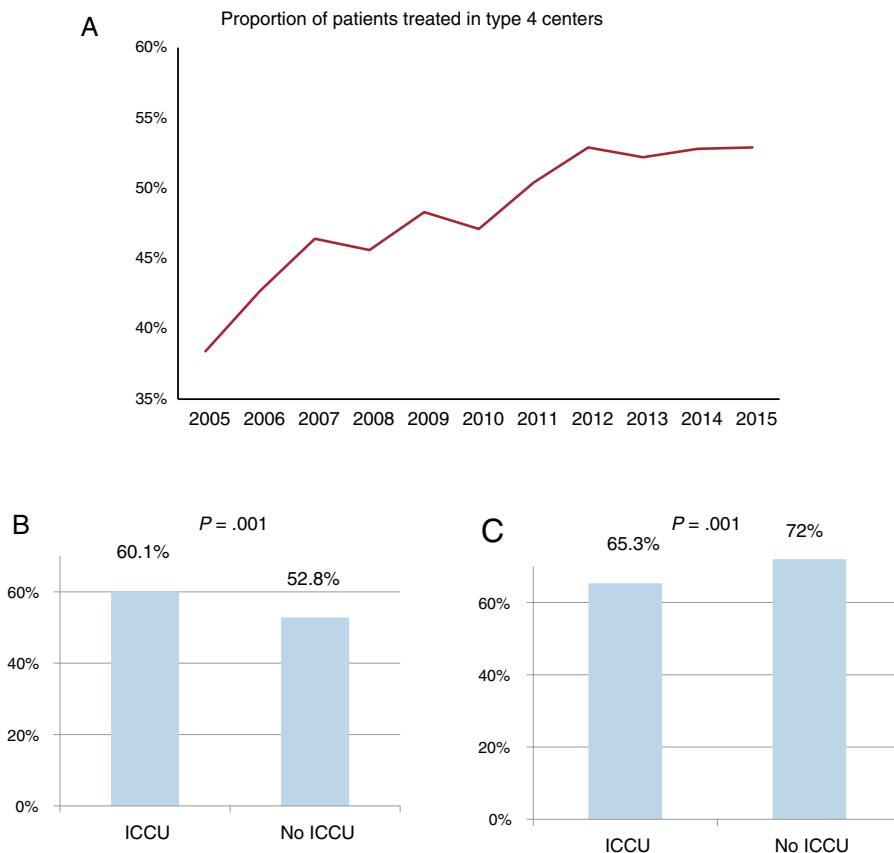 A
Proportion of patients treated in type 4 centers
60%
55%
50%
45%
40%
35%
2005 2006 2007 2008 2009 2010 2011 2012 2013 2014 2015
B
P = .001
60.1%
52.8%
60%
40%
20%
0%
ICCU No ICCU
C
P = .001
65.3%
72%
60%
40%
20%
0%
ICCU No ICCU